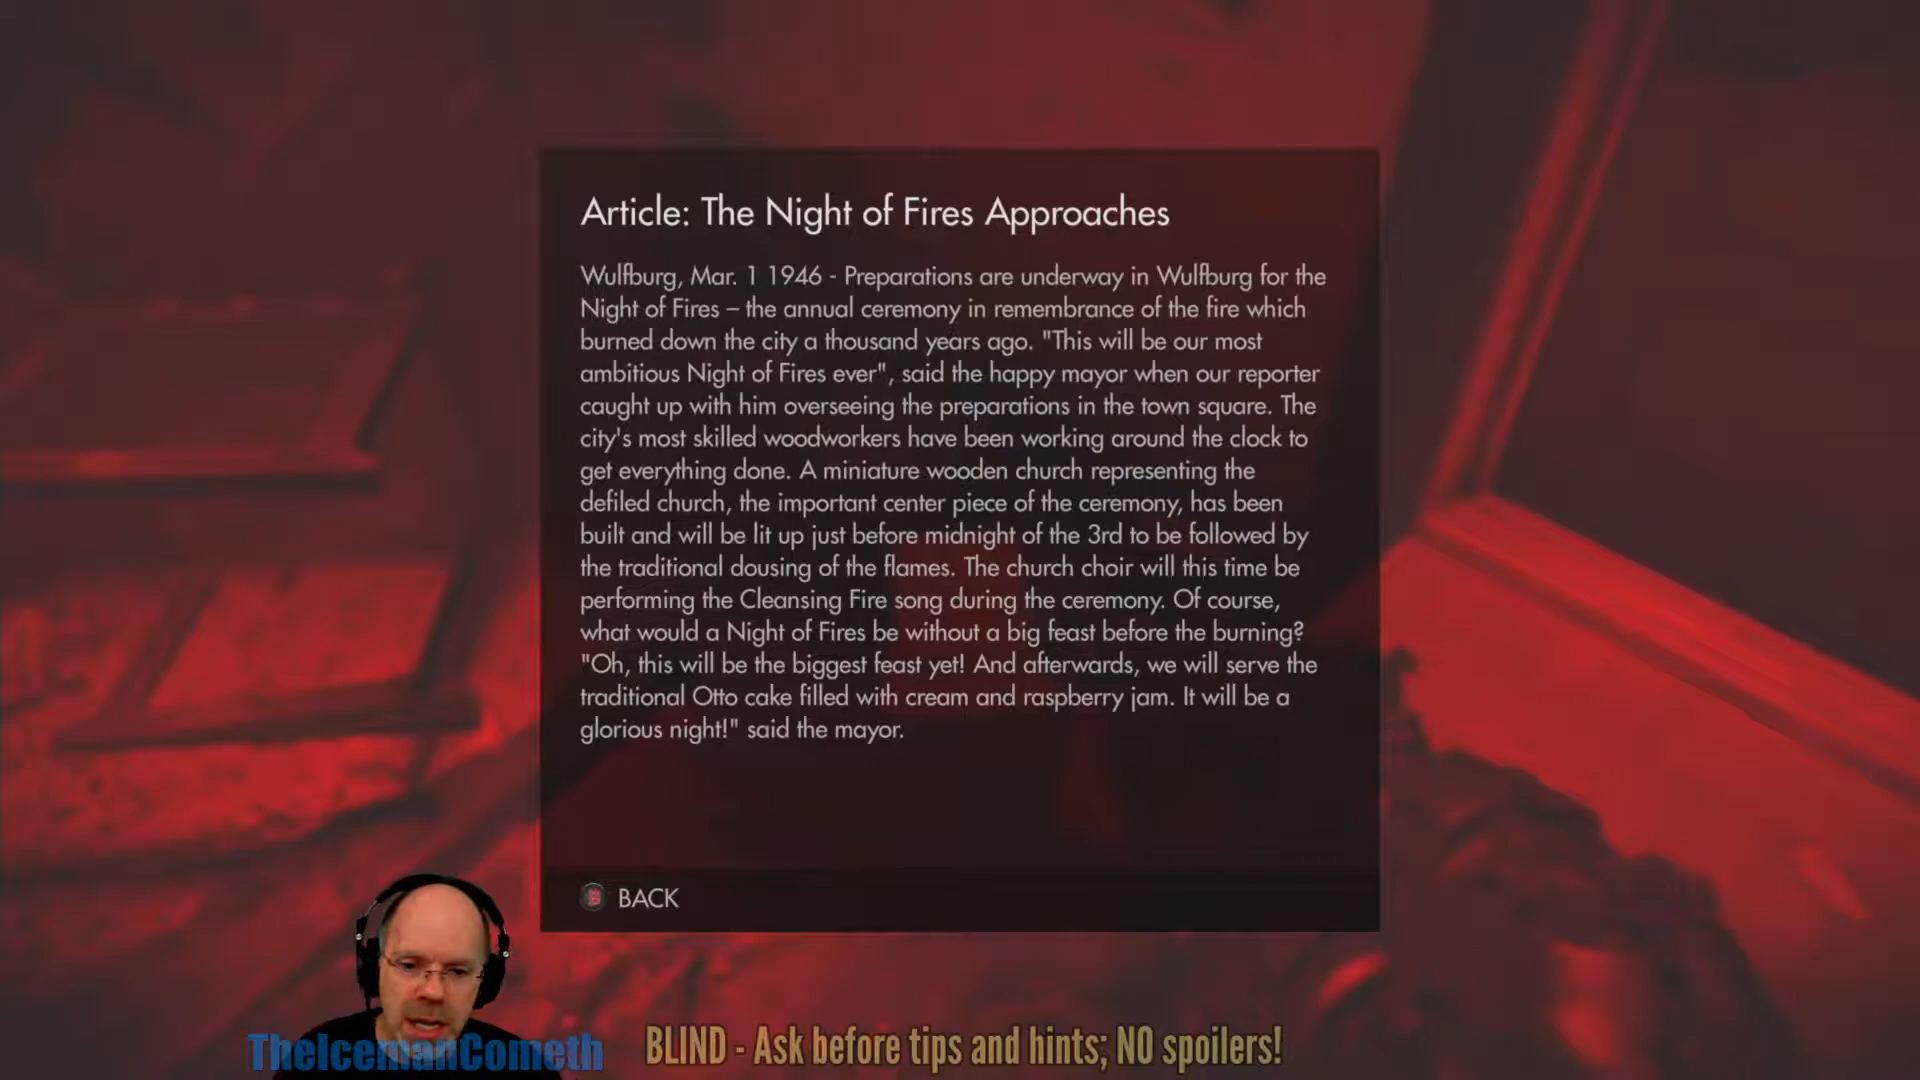 Article: The Night of Fires Approaches
Wulfburg, Mar. 1 1946 - Preparations are underway in Wulfburg for the
Night of Fires – the annual ceremony in remembrance of the fire which
burned down the city a thousand years ago. "This will be our most
ambitious Night of Fires ever", said the happy mayor when our reporter
caught up with him overseeing the preparations in the town square. The
city's most skilled woodworkers have been working around the clock to
get everything done. A miniature wooden church representing the
defiled church, the important center piece of the ceremony, has been
built and will be lit up just before midnight of the 3rd to be followed by
the traditional dousing of the flames. The church choir will this time be
performing the Cleansing Fire song during the ceremony. Of course,
what would a Night of Fires be without a big feast before the burning?
"Oh, this will be the biggest feast yet! And afterwards, we will serve the
traditional Otto cake filled with cream and raspberry jam. It will be a
glorious night!" said the mayor.
B BACK
TheIcemanCometh
BLIND - Ask before tips and hints; NO spoilers!